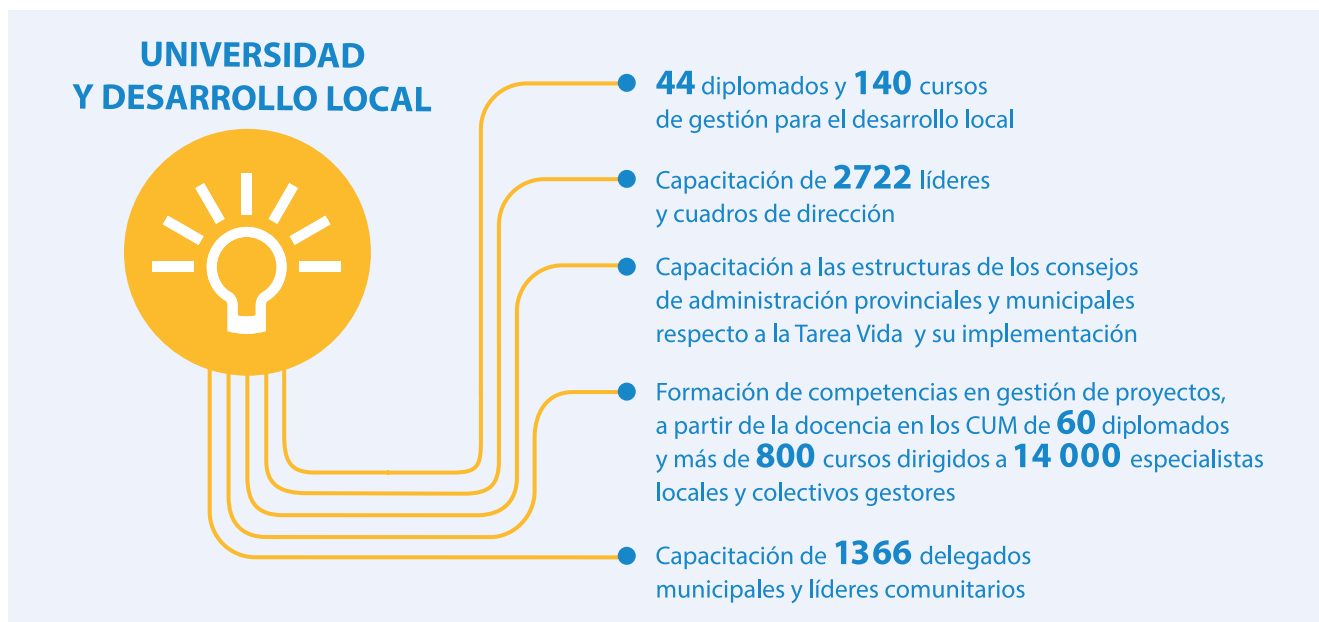 UNIVERSIDAD
Y DESARROLLO LOCAL
44 diplomados y 140 cursos
de gestión para el desarrollo local
Capacitación de 2722 líderes
y cuadros de dirección
Capacitación a las estructuras de los consejos
de administración provinciales y municipales
respecto a la Tarea Vida y su implementación
Formación de competencias en gestión de proyectos,
a partir de la docencia en los CUM de 60 diplomados
y más de 800 cursos dirigidos a 14 000 especialistas
locales y colectivos gestores
Capacitación de 1366 delegados
municipales y líderes comunitarios